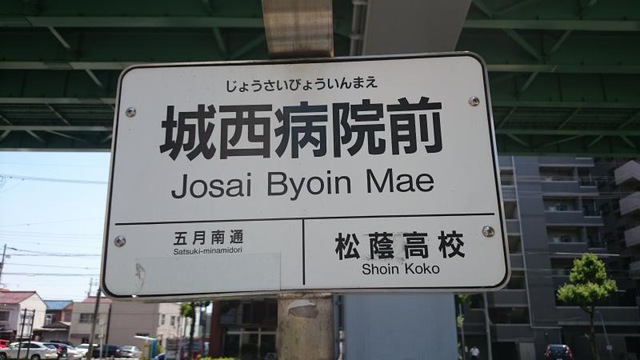 じょうさいびょういんまえ
城西病院前
Josai Byoin Mae
五月南通
Satsuki-minamidori
松蔭高校
Shoin Koko